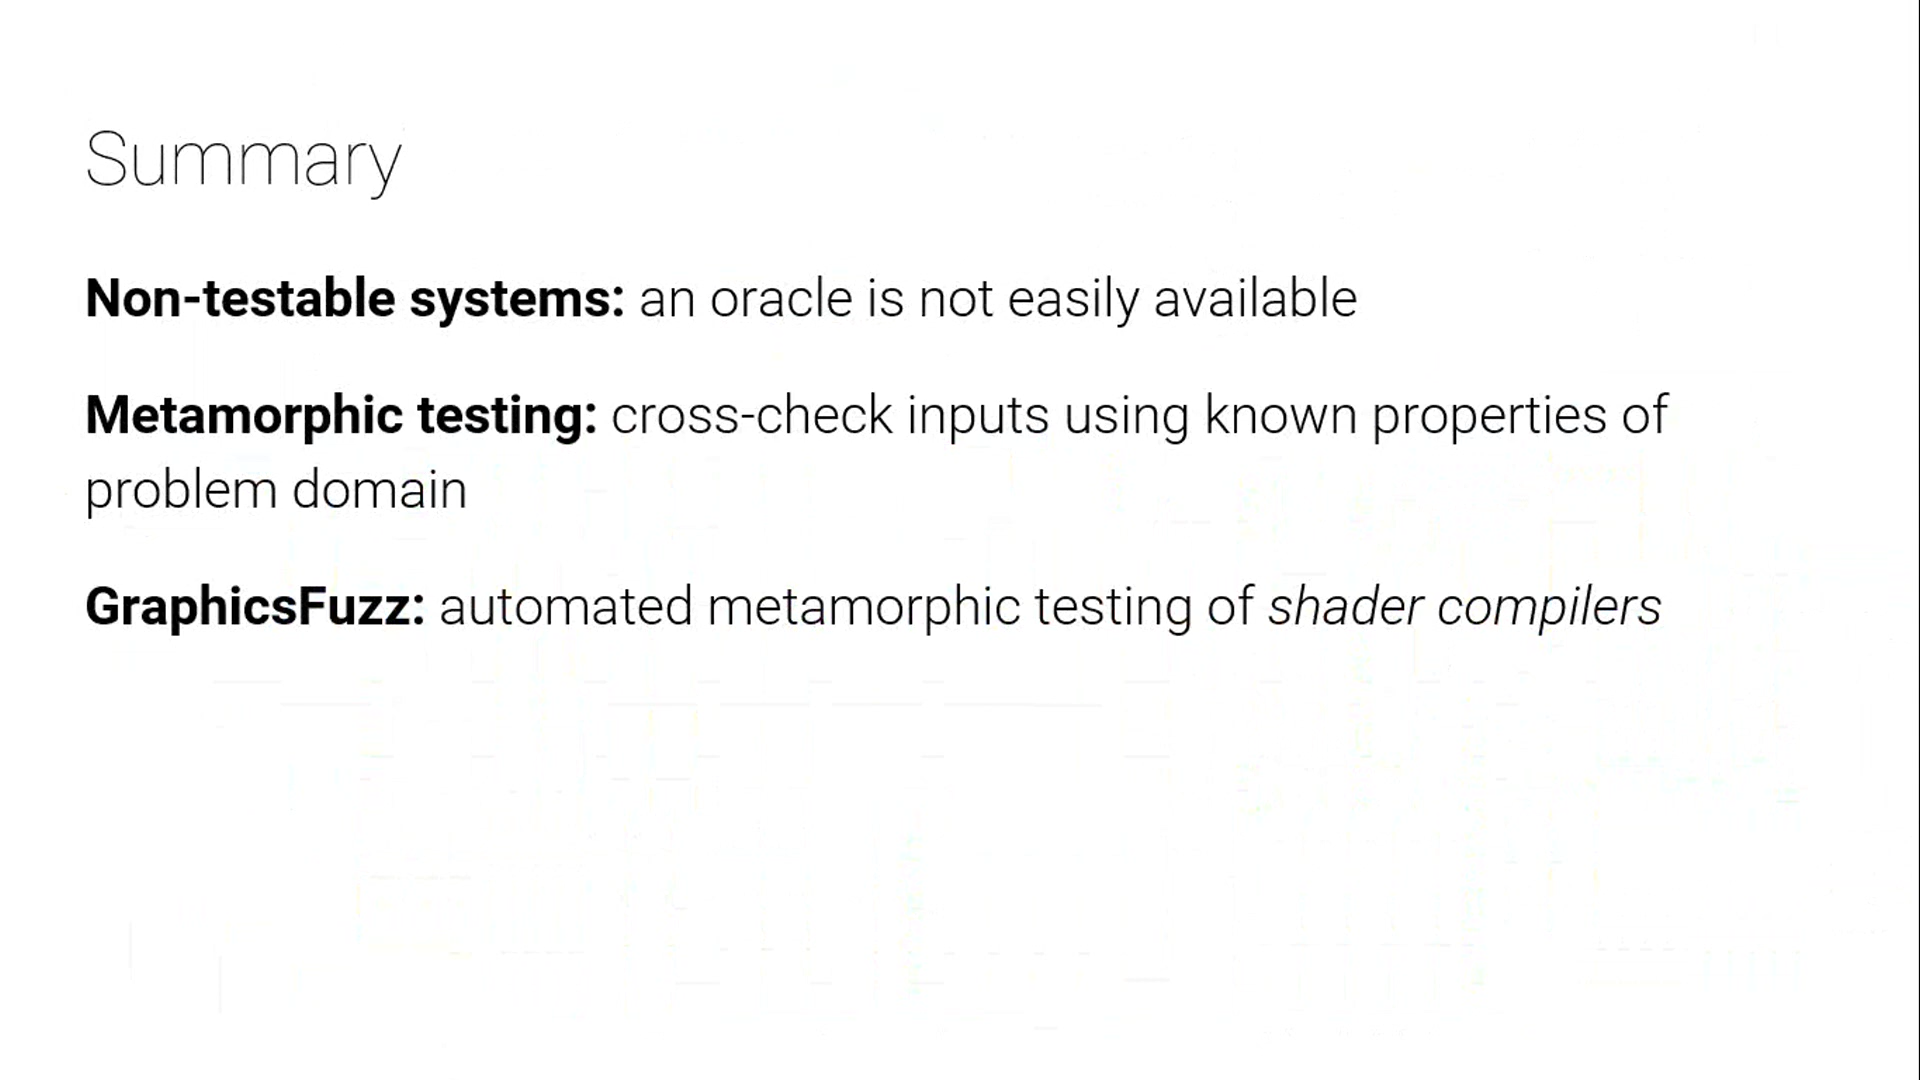 Summary
Non-testable systems: an oracle is not easily available
Metamorphic testing: cross-check inputs using known properties of
problem domain
GraphicsFuzz: automated metamorphic testing of shader compilers